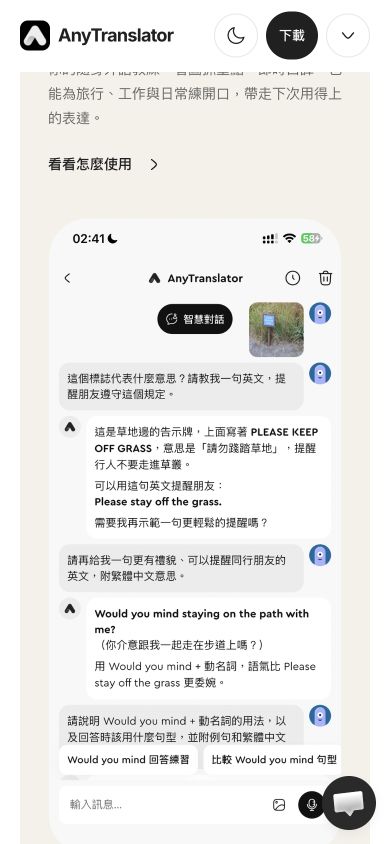 AnyTranslator
下載
能為旅行、工作與日常練開口，帶走下次用得上
的表達。
看看怎麼使用
02:41
58
AnyTranslator
智慧對話
這個標誌代表什麼意思？請教我一句英文，提
醒朋友遵守這個規定。
這是草地邊的告示牌，上面寫著 PLEASE KEEP
OFF GRASS，意思是「請勿踐踏草地」，提醒
行人不要走進草叢。
可以用這句英文提醒朋友：
Please stay off the grass.
需要我再示範一句更輕鬆的提醒嗎？
請再給我一句更有禮貌、可以提醒同行朋友的
英文，附繁體中文意思。
Would you mind staying on the path with
me?
（你介意跟我一起走在步道上嗎？）
用 Would you mind + 動名詞，語氣比 Please
stay off the grass 更委婉。
請說明 Would you mind + 動名詞的用法，以
及回答時該用什麼句型，並附例句和繁體中文
Would you mind 回答練習
比較 Would you mind 句型
輸入訊息...